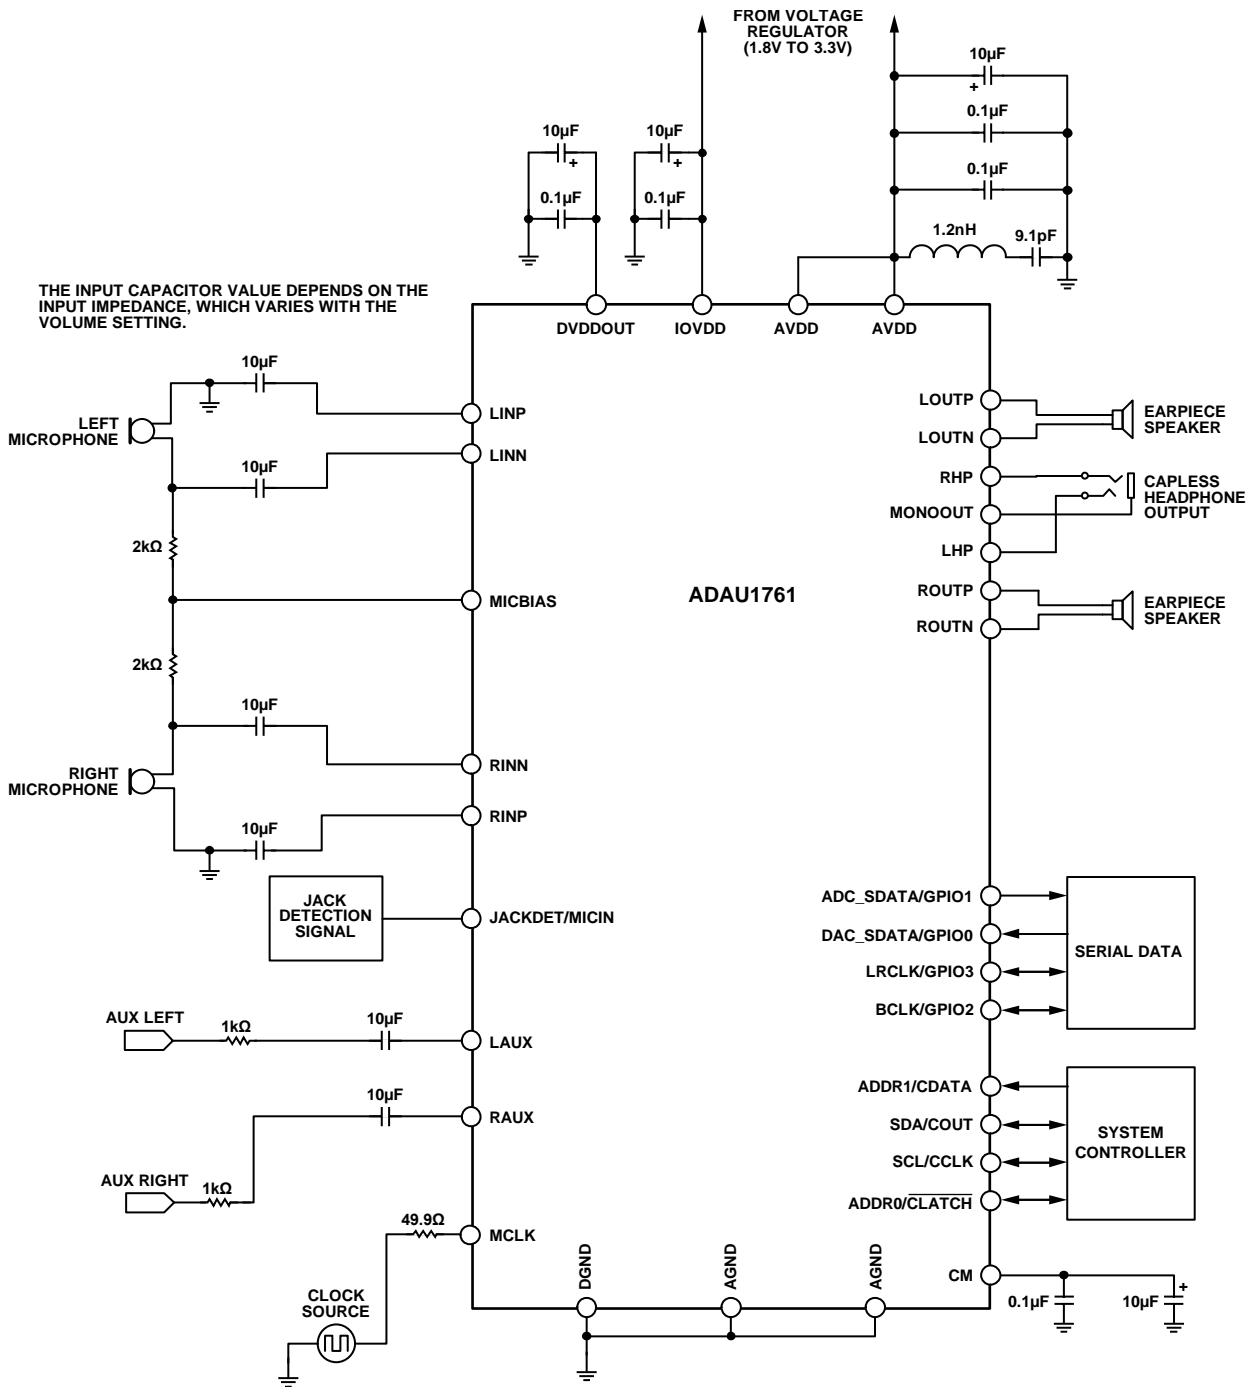 FROM VOLTAGE
REGULATOR
(1.8V TO 3.3V)
10µF
+
0.1µF
0.1µF
1.2nH
9.1pF
10µF
+
0.1µF
10µF
+
0.1µF
THE INPUT CAPACITOR VALUE DEPENDS ON THE
INPUT IMPEDANCE, WHICH VARIES WITH THE
VOLUME SETTING.
DVDDOUT
IOVDD
AVDD
AVDD
10µF
LEFT
MICROPHONE
10µF
2kΩ
2kΩ
10µF
RIGHT
MICROPHONE
10µF
LINP
LINN
MICBIAS
RINN
RINP
JACK
DETECTION
SIGNAL
JACKDET/MICIN
AUX LEFT
1kΩ
10µF
LAUX
10µF
RAUX
AUX RIGHT
1kΩ
49.9Ω
MCLK
CLOCK
SOURCE
ADAU1761
LOUTP
LOUTN
EARPIECE
SPEAKER
RHP
MONOOUT
LHP
CAPLESS
HEADPHONE
OUTPUT
ROUTP
ROUTN
EARPIECE
SPEAKER
ADC_SDATA/GPIO1
DAC_SDATA/GPIO0
LRCLK/GPIO3
BCLK/GPIO2
SERIAL DATA
ADDR1/CDATA
SDA/COUT
SCL/CCLK
ADDR0/CLATCH
SYSTEM
CONTROLLER
DGND
AGND
AGND
CM
0.1µF
10µF
+